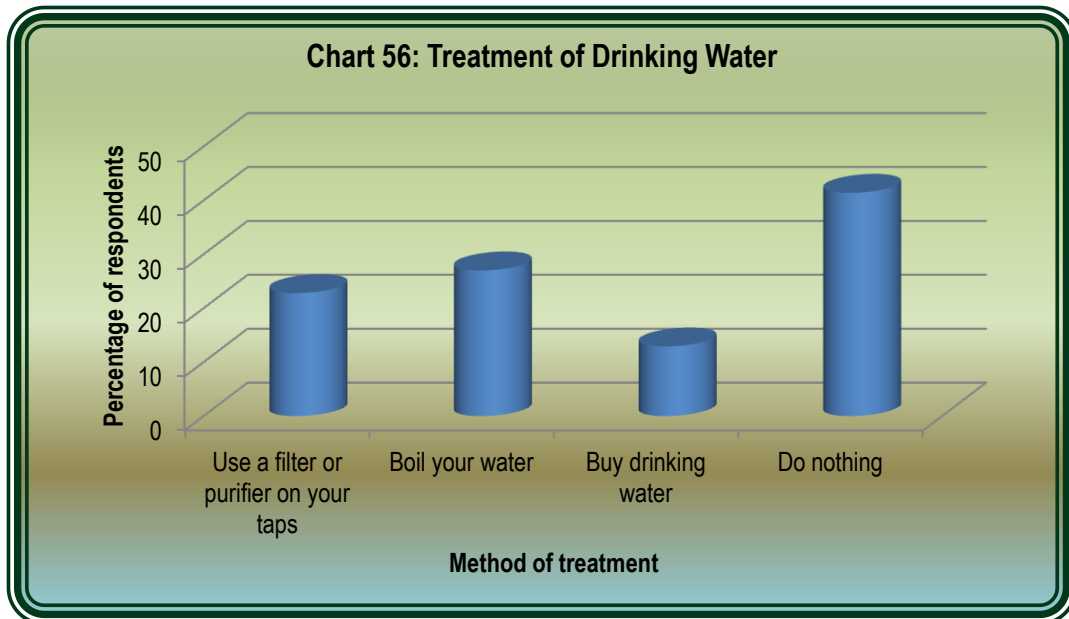 Chart 56: Treatment of Drinking Water
Percentage of respondents
50
40
30
20
10
0
Use a filter or
purifier on your
taps
Boil your water
Buy drinking
water
Do nothing
Method of treatment